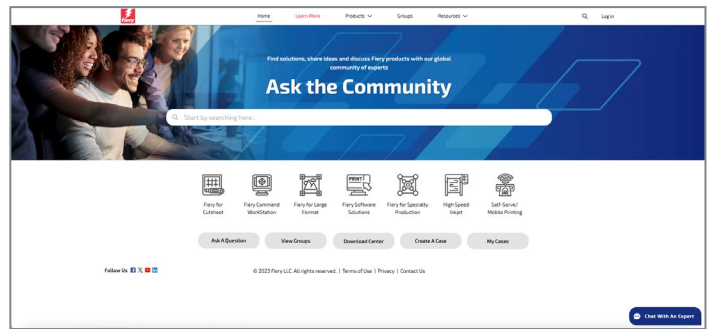 fiery
Home Learn More Products Groups Resources Log in
Find solutions, share ideas and discuss Fiery products with our global
community of experts
Ask the Community
Start by searching here..
Fiery for
Cutsheet
Fiery Command
WorkStation
Fiery for Large
Format
PRINT
Fiery Software
Solutions
Fiery for Specialty
Production
High Speed
Inkjet
Self-Serve/
Mobile Printing
Ask A Question View Groups Download Center Create A Case My Cases
Follow Us © 2023 Fiery LLC. All rights reserved. | Terms of Use | Privacy | Contact Us
Chat With An Expert